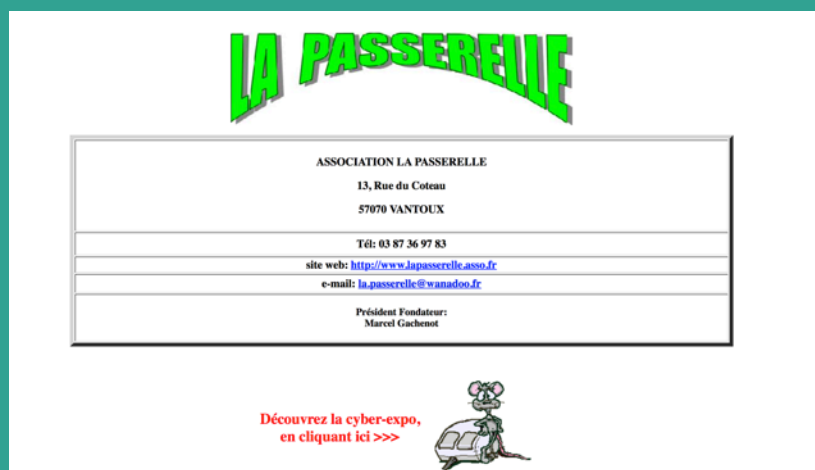 LA PASSERELLE
ASSOCIATION LA PASSERELLE
13, Rue du Coteau
57070 VANTOUX
Tél: 03 87 36 97 83
site web: http://www.lapasserelle.asso.fr
e-mail: la.passerelle@wanadoo.fr
Président Fondateur:
Marcel Gachenot
Découvrez la cyber-expo,
en cliquant ici >>>